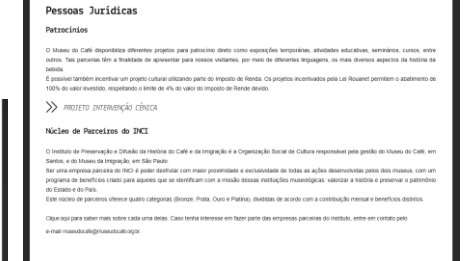 Pessoas Jurídicas
Patrocínios
O Museu do Café disponibiliza diferentes projetos para patrocínio direto como exposições temporárias, atividades educativas, seminários, cursos, entre
outros. Tais parcerias têm a finalidade de apresentar para nossos visitantes, por meio de diferentes linguagens, os mais diversos aspectos da história da
bebida.
É possível também incentivar um projeto cultural utilizando parte do Imposto de Renda. Os projetos incentivados pela Lei Rouanet permitem o abatimento de
100% do valor investido, respeitando o limite de 4% do valor do Imposto de Renda devido.
PROJETO INTERVENÇÃO CÊNICA
Núcleo de Parceiros do INCI
O Instituto de Preservação e Difusão da História do Café e da Imigração é a Organização Social de Cultura responsável pela gestão do Museu do Café, em
Santos, e do Museu da Imigração, em São Paulo.
Ser uma empresa parceira do INCI é poder desfrutar com maior proximidade e exclusividade de todas as ações desenvolvidas pelos dois museus, com um
programa de benefícios criado para aqueles que se identificam com a missão dessas instituições museológicas: valorizar a história e preservar o patrimônio
do Estado e do País.
Este núcleo de parceiros oferece quatro categorias (Bronze, Prata, Ouro e Platina), divididas de acordo com a contribuição mensal e benefícios distintos.
Clique aqui para saber mais sobre cada uma delas. Caso tenha interesse em fazer parte das empresas parceiras do Instituto, entre em contato pelo
e-mail museudocafe@museudocafe.org.br